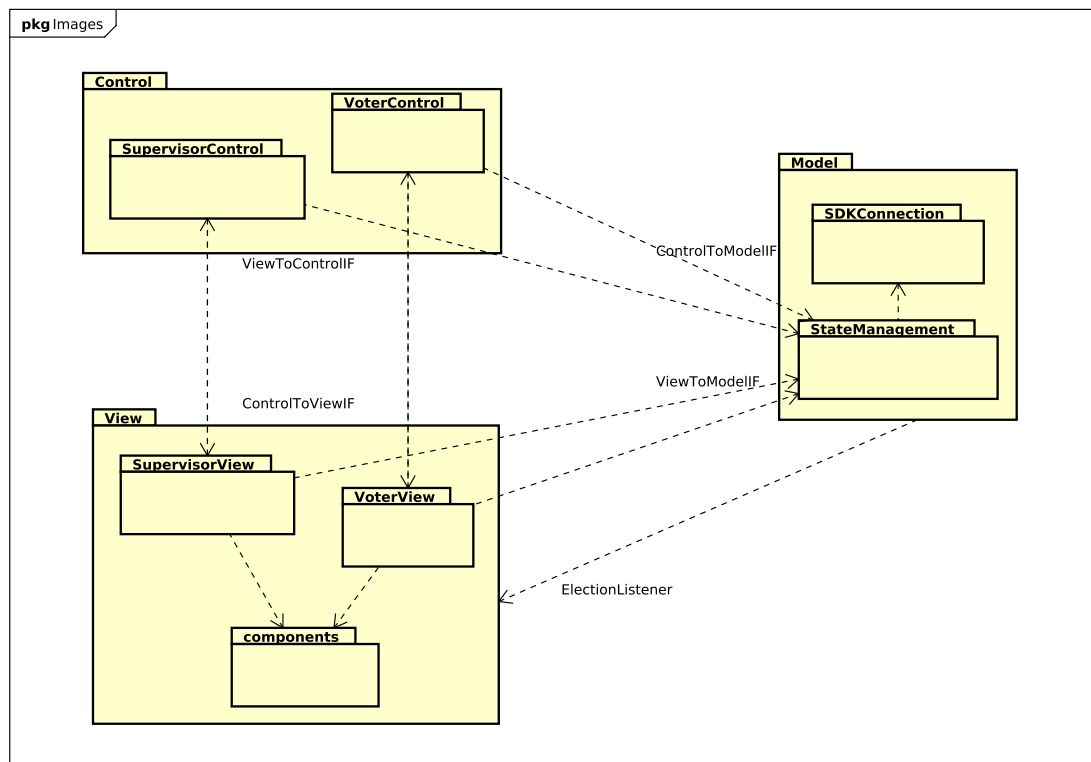 pkg Images
Control
VoterControl
SupervisorControl
Model
SDKConnection
ControlToModelIF
ViewToControlIF
StateManagement
ViewToModelIF
ControlToViewIF
View
SupervisorView
VoterView
ElectionListener
components